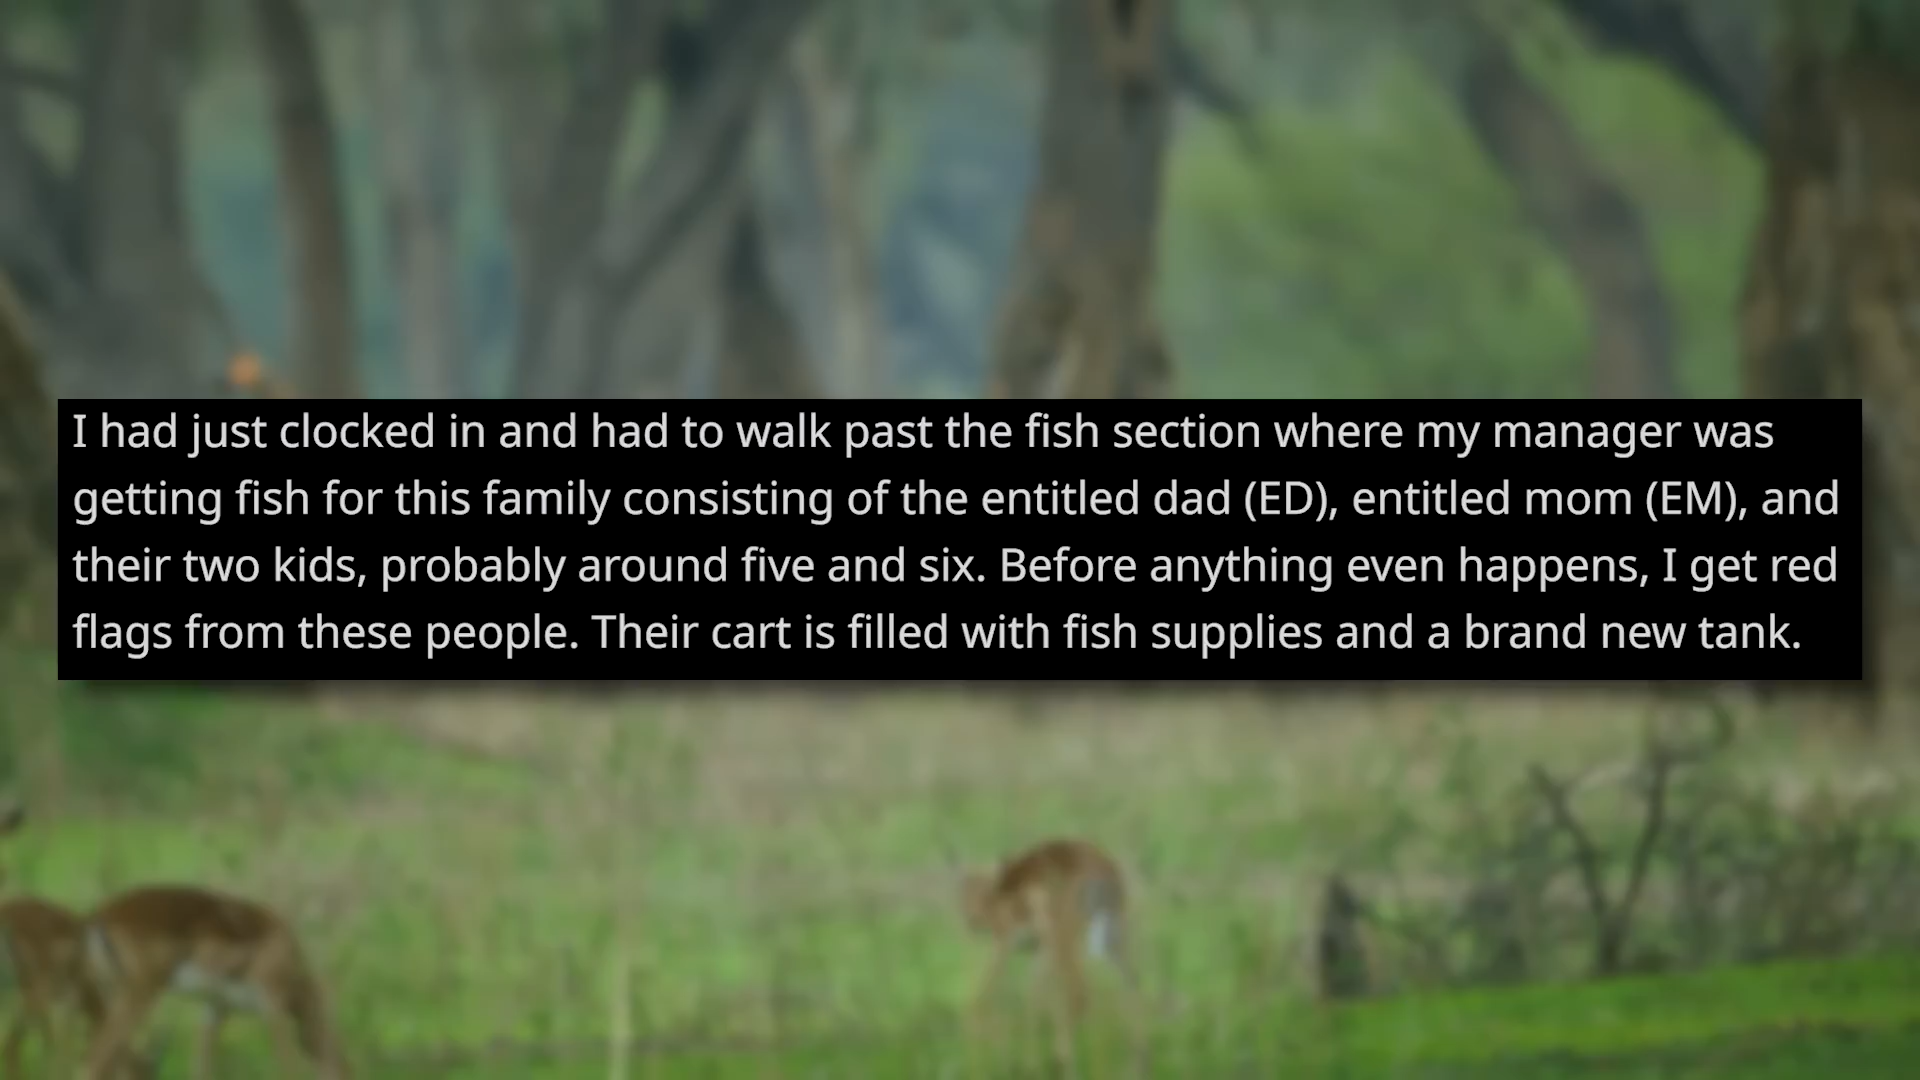 I had just clocked in and had to walk past the fish section where my manager was
getting fish for this family consisting of the entitled dad (ED), entitled mom (EM), and
their two kids, probably around five and six. Before anything even happens, I get red
flags from these people. Their cart is filled with fish supplies and a brand new tank.